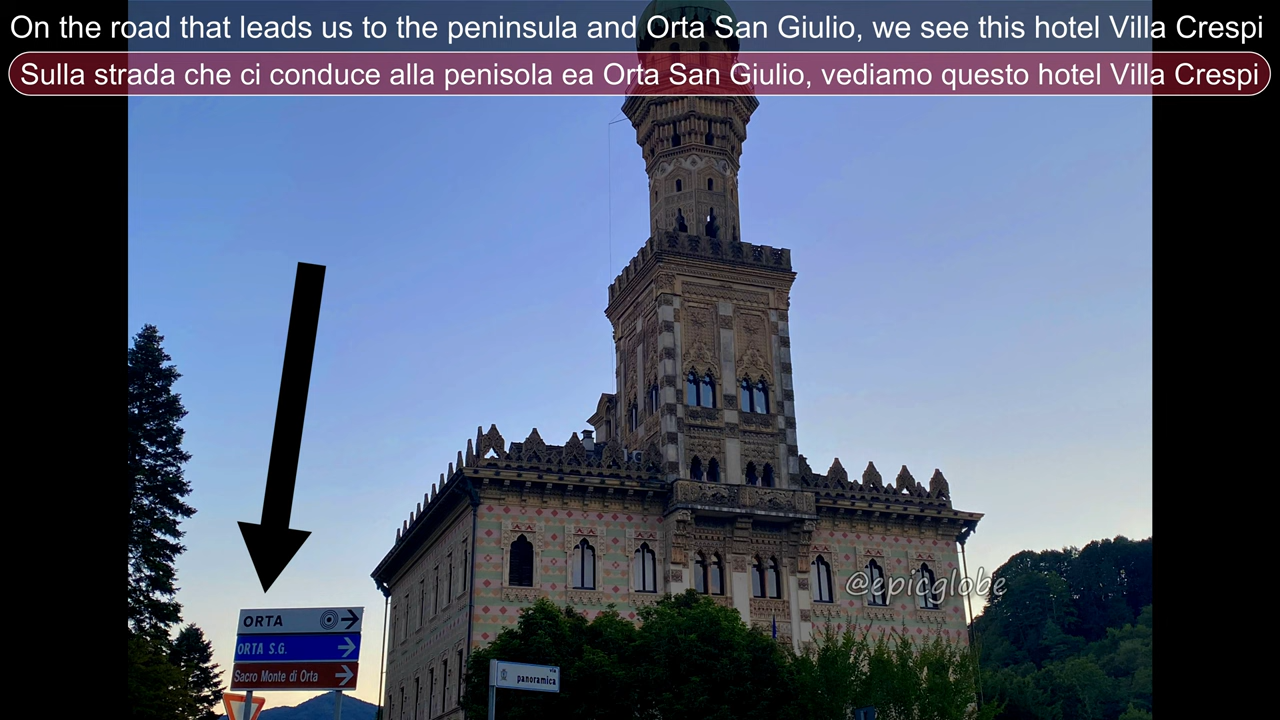 On the road that leads us to the peninsula and Orta San Giulio, we see this hotel Villa Crespi
Sulla strada che ci conduce alla penisola ea Orta San Giulio, vediamo questo hotel Villa Crespi
@epicglobe
ORTA
ORTA S.G.
Sacro Monte di Orta
via
panoramica